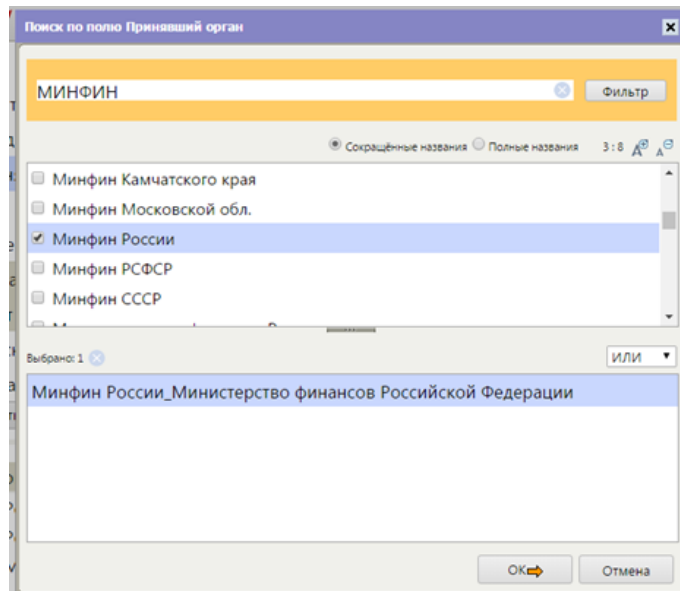 Поиск по полю Принявший орган
МИНФИН
Фильтр
Сокращённые названия Полные названия 3:8
Минфин Камчатского края
Минфин Московской обл.
Минфин России
Минфин РСФСР
Минфин СССР
Выбрано: 1
ИЛИ
Минфин России_Министерство финансов Российской Федерации
OK
Отмена